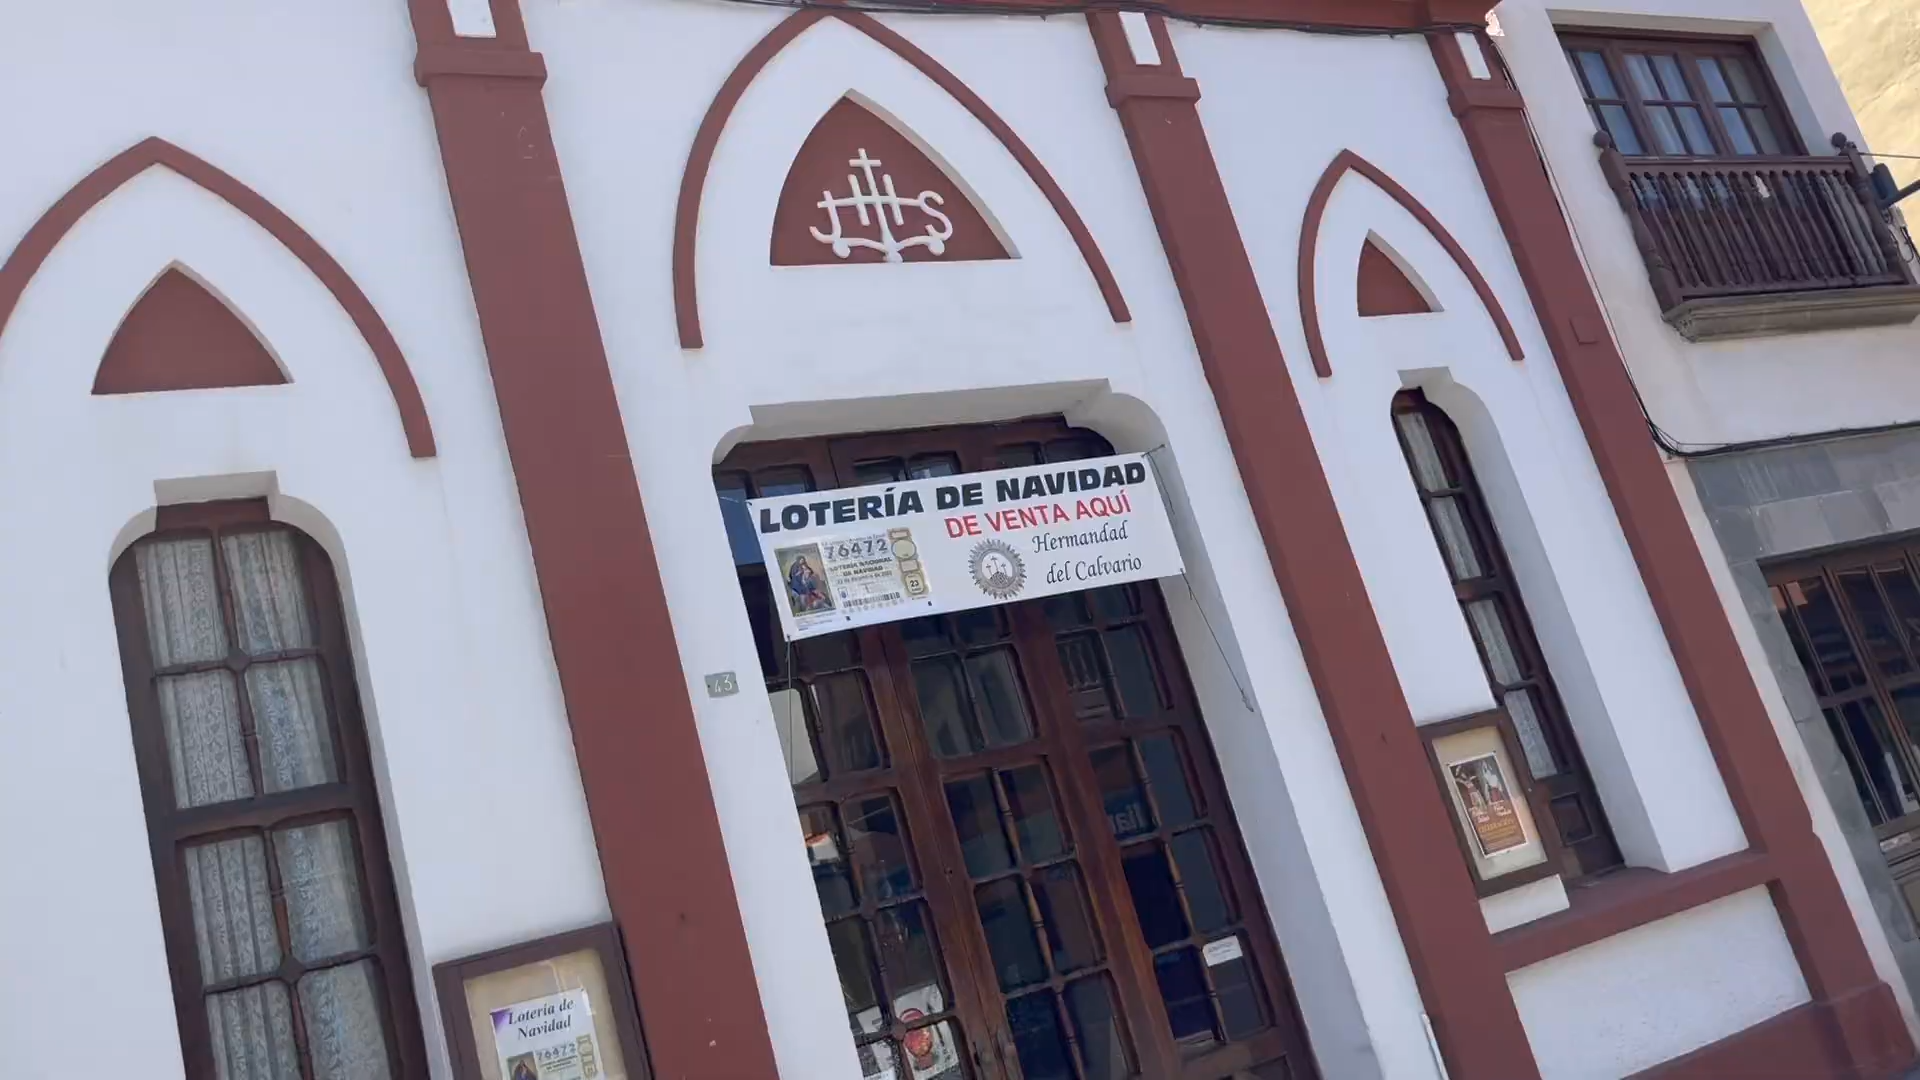 JHS
LOTERÍA DE NAVIDAD
DE VENTA AQUÍ
Hermandad
del Calvario
76472
LOTERÍA NACIONAL
DE NAVIDAD
23
43
Lotería de
Navidad
76472